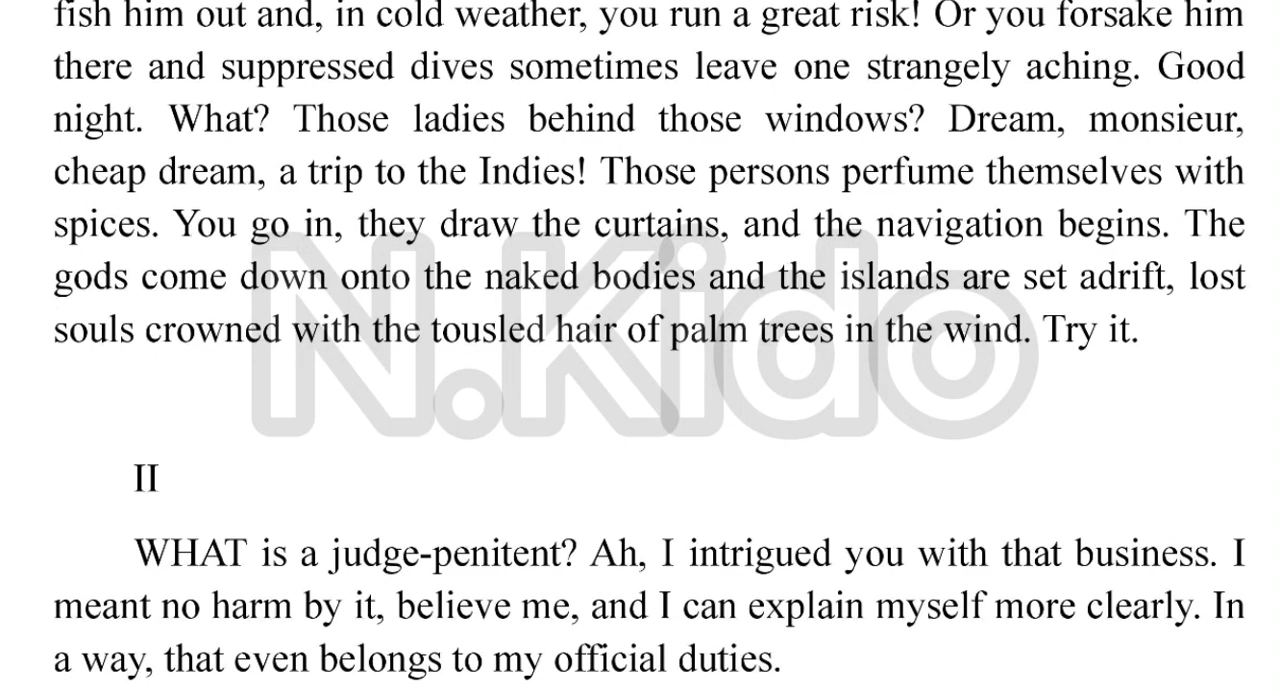 fish him out and, in cold weather, you run a great risk! Or you forsake him
there and suppressed dives sometimes leave one strangely aching. Good
night. What? Those ladies behind those windows? Dream, monsieur,
cheap dream, a trip to the Indies! Those persons perfume themselves with
spices. You go in, they draw the curtains, and the navigation begins. The
gods come down onto the naked bodies and the islands are set adrift, lost
souls crowned with the tousled hair of palm trees in the wind. Try it.
N.Kido
II
WHAT is a judge-penitent? Ah, I intrigued you with that business. I
meant no harm by it, believe me, and I can explain myself more clearly. In
a way, that even belongs to my official duties.